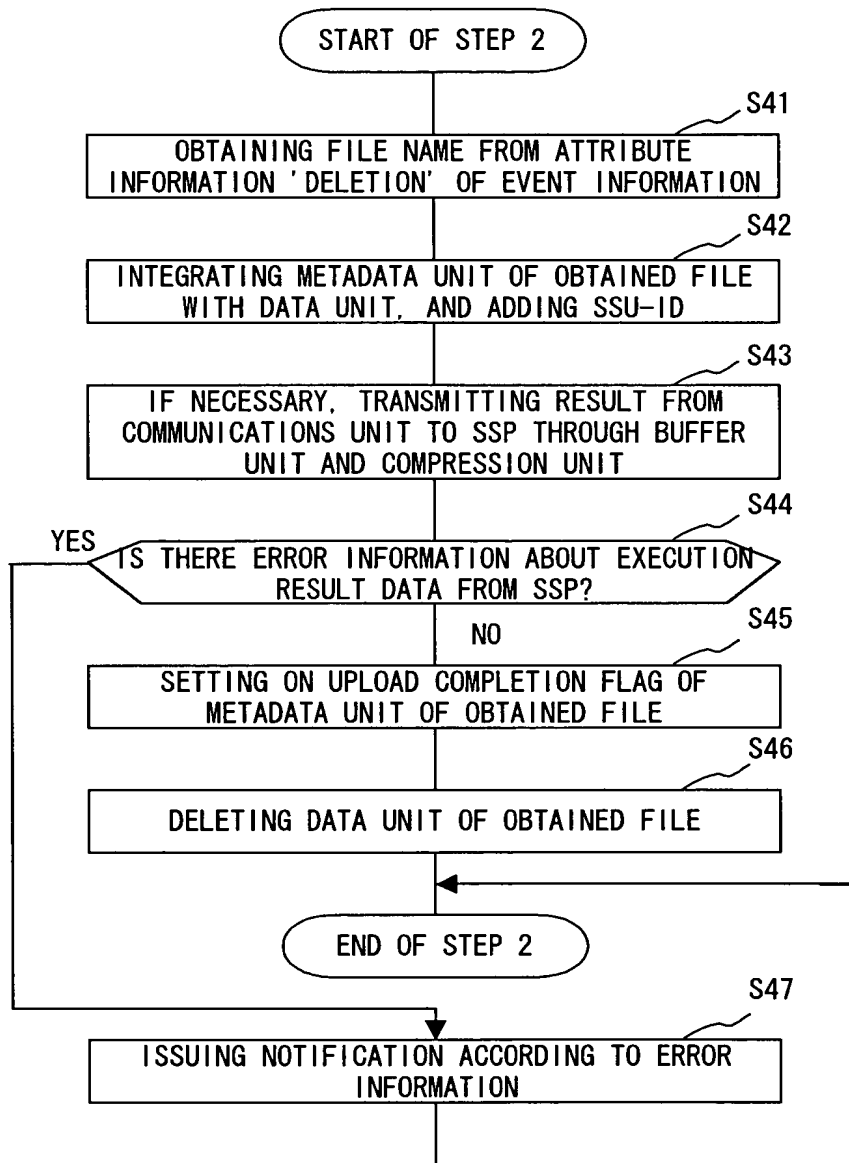 START OF STEP 2
S41
OBTAINING FILE NAME FROM ATTRIBUTE
INFORMATION 'DELETION' OF EVENT INFORMATION
S42
INTEGRATING METADATA UNIT OF OBTAINED FILE
WITH DATA UNIT, AND ADDING SSU-ID
S43
IF NECESSARY, TRANSMITTING RESULT FROM
COMMUNICATIONS UNIT TO SSP THROUGH BUFFER
UNIT AND COMPRESSION UNIT
S44
YES
IS THERE ERROR INFORMATION ABOUT EXECUTION
RESULT DATA FROM SSP?
NO
S45
SETTING ON UPLOAD COMPLETION FLAG OF
METADATA UNIT OF OBTAINED FILE
S46
DELETING DATA UNIT OF OBTAINED FILE
END OF STEP 2
S47
ISSUING NOTIFICATION ACCORDING TO ERROR
INFORMATION